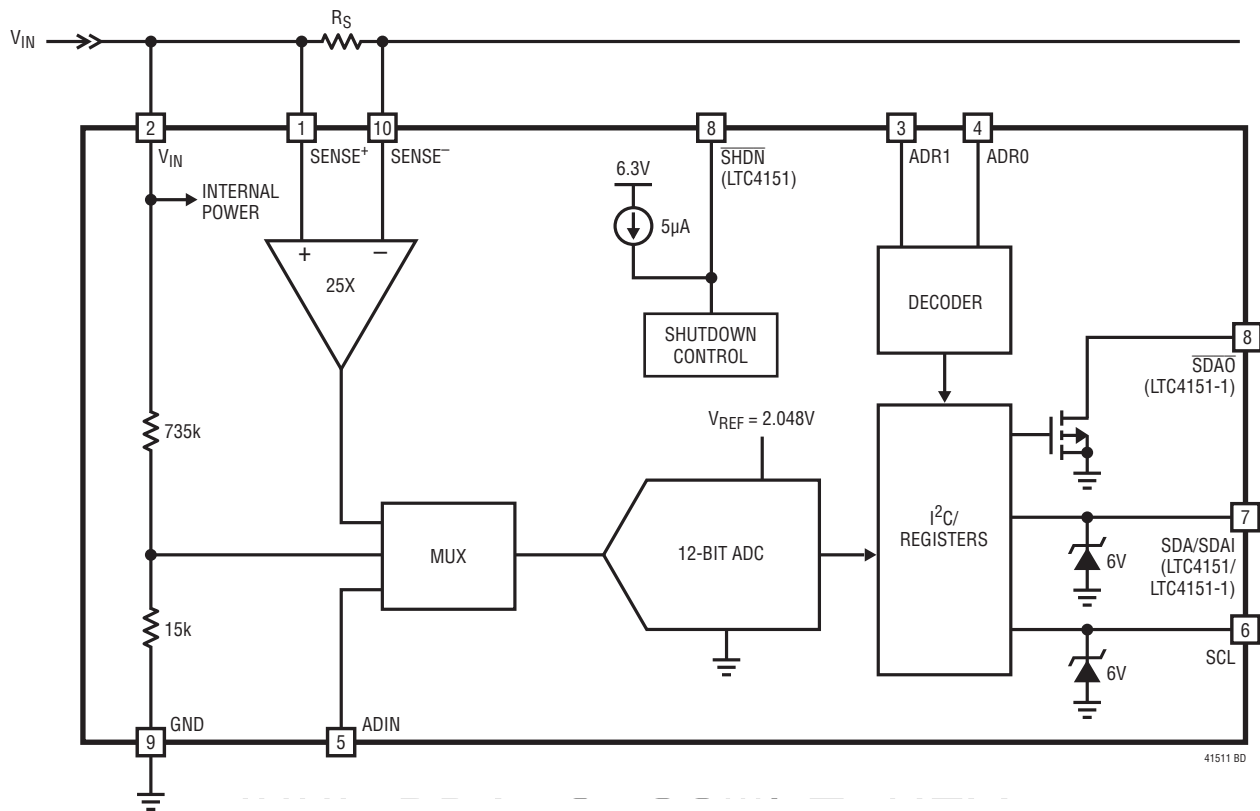 RS
VIN
2
1
10
8
3
4
VIN
SENSE+
SENSE–
SHDN
(LTC4151)
ADR1
ADR0
INTERNAL
POWER
6.3V
5µA
+
–
25X
DECODER
SHUTDOWN
CONTROL
8
SDAO
(LTC4151-1)
735k
VREF = 2.048V
MUX
12-BIT ADC
I2C/
REGISTERS
7
6V
SDA/SDAI
(LTC4151/
LTC4151-1)
15k
6
6V
SCL
GND
ADIN
9
5
41511 BD